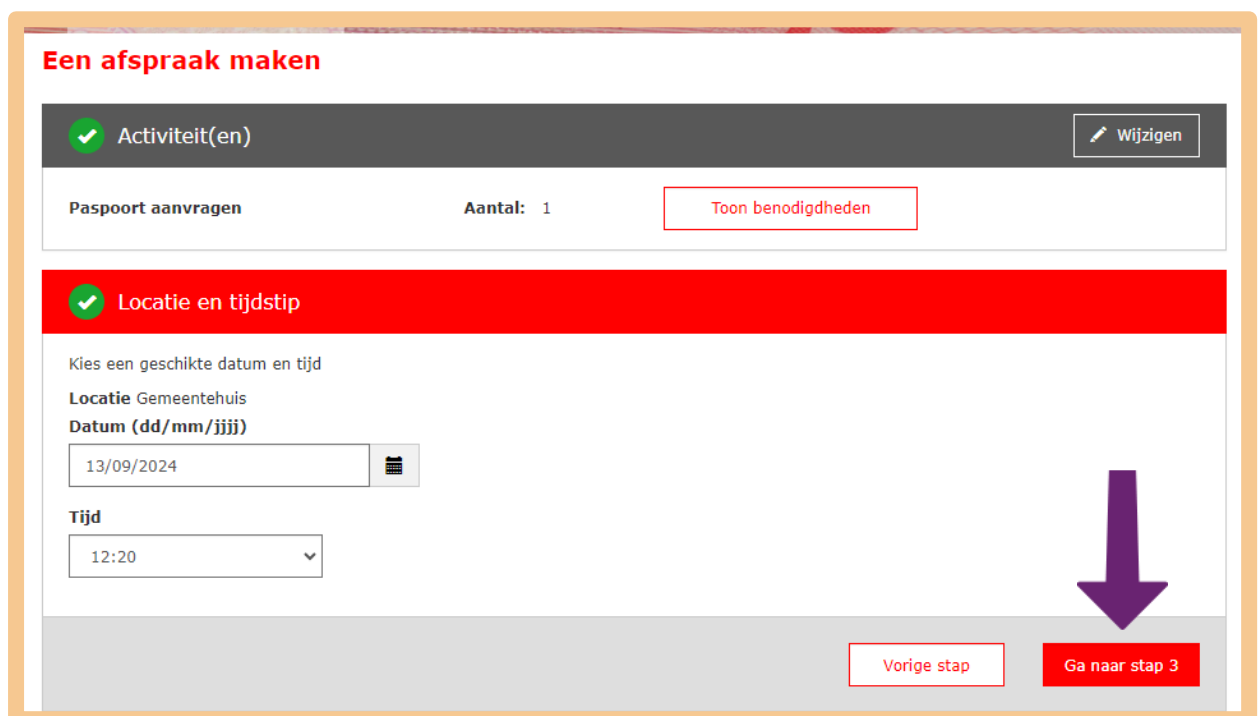 Een afspraak maken
Activiteit(en)
Wijzigen
Paspoort aanvragen Aantal: 1 Toon benodigdheden
Locatie en tijdstip
Kies een geschikte datum en tijd
Locatie Gemeentehuis
Datum (dd/mm/jjjj)
13/09/2024
Tijd
12:20
Vorige stap Ga naar stap 3